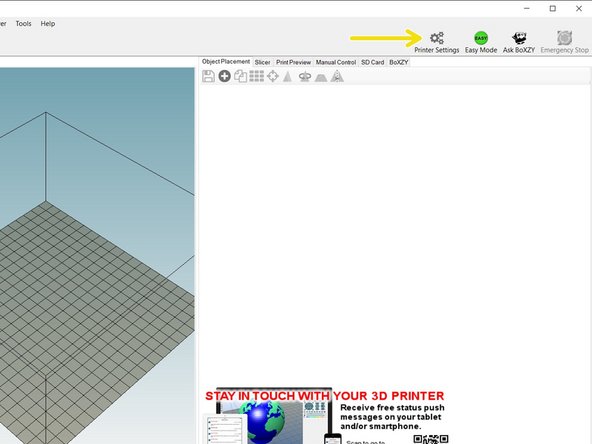 er Tools Help
Printer Settings
EASY
Easy Mode
Ask BoXZY
Emergency Stop
Object Placement
Slicer
Print Preview
Manual Control
SD Card
BoXZY
STAY IN TOUCH WITH YOUR 3D PRINTER
Receive free status push
messages on your tablet
and/or smartphone.
Scan to go to